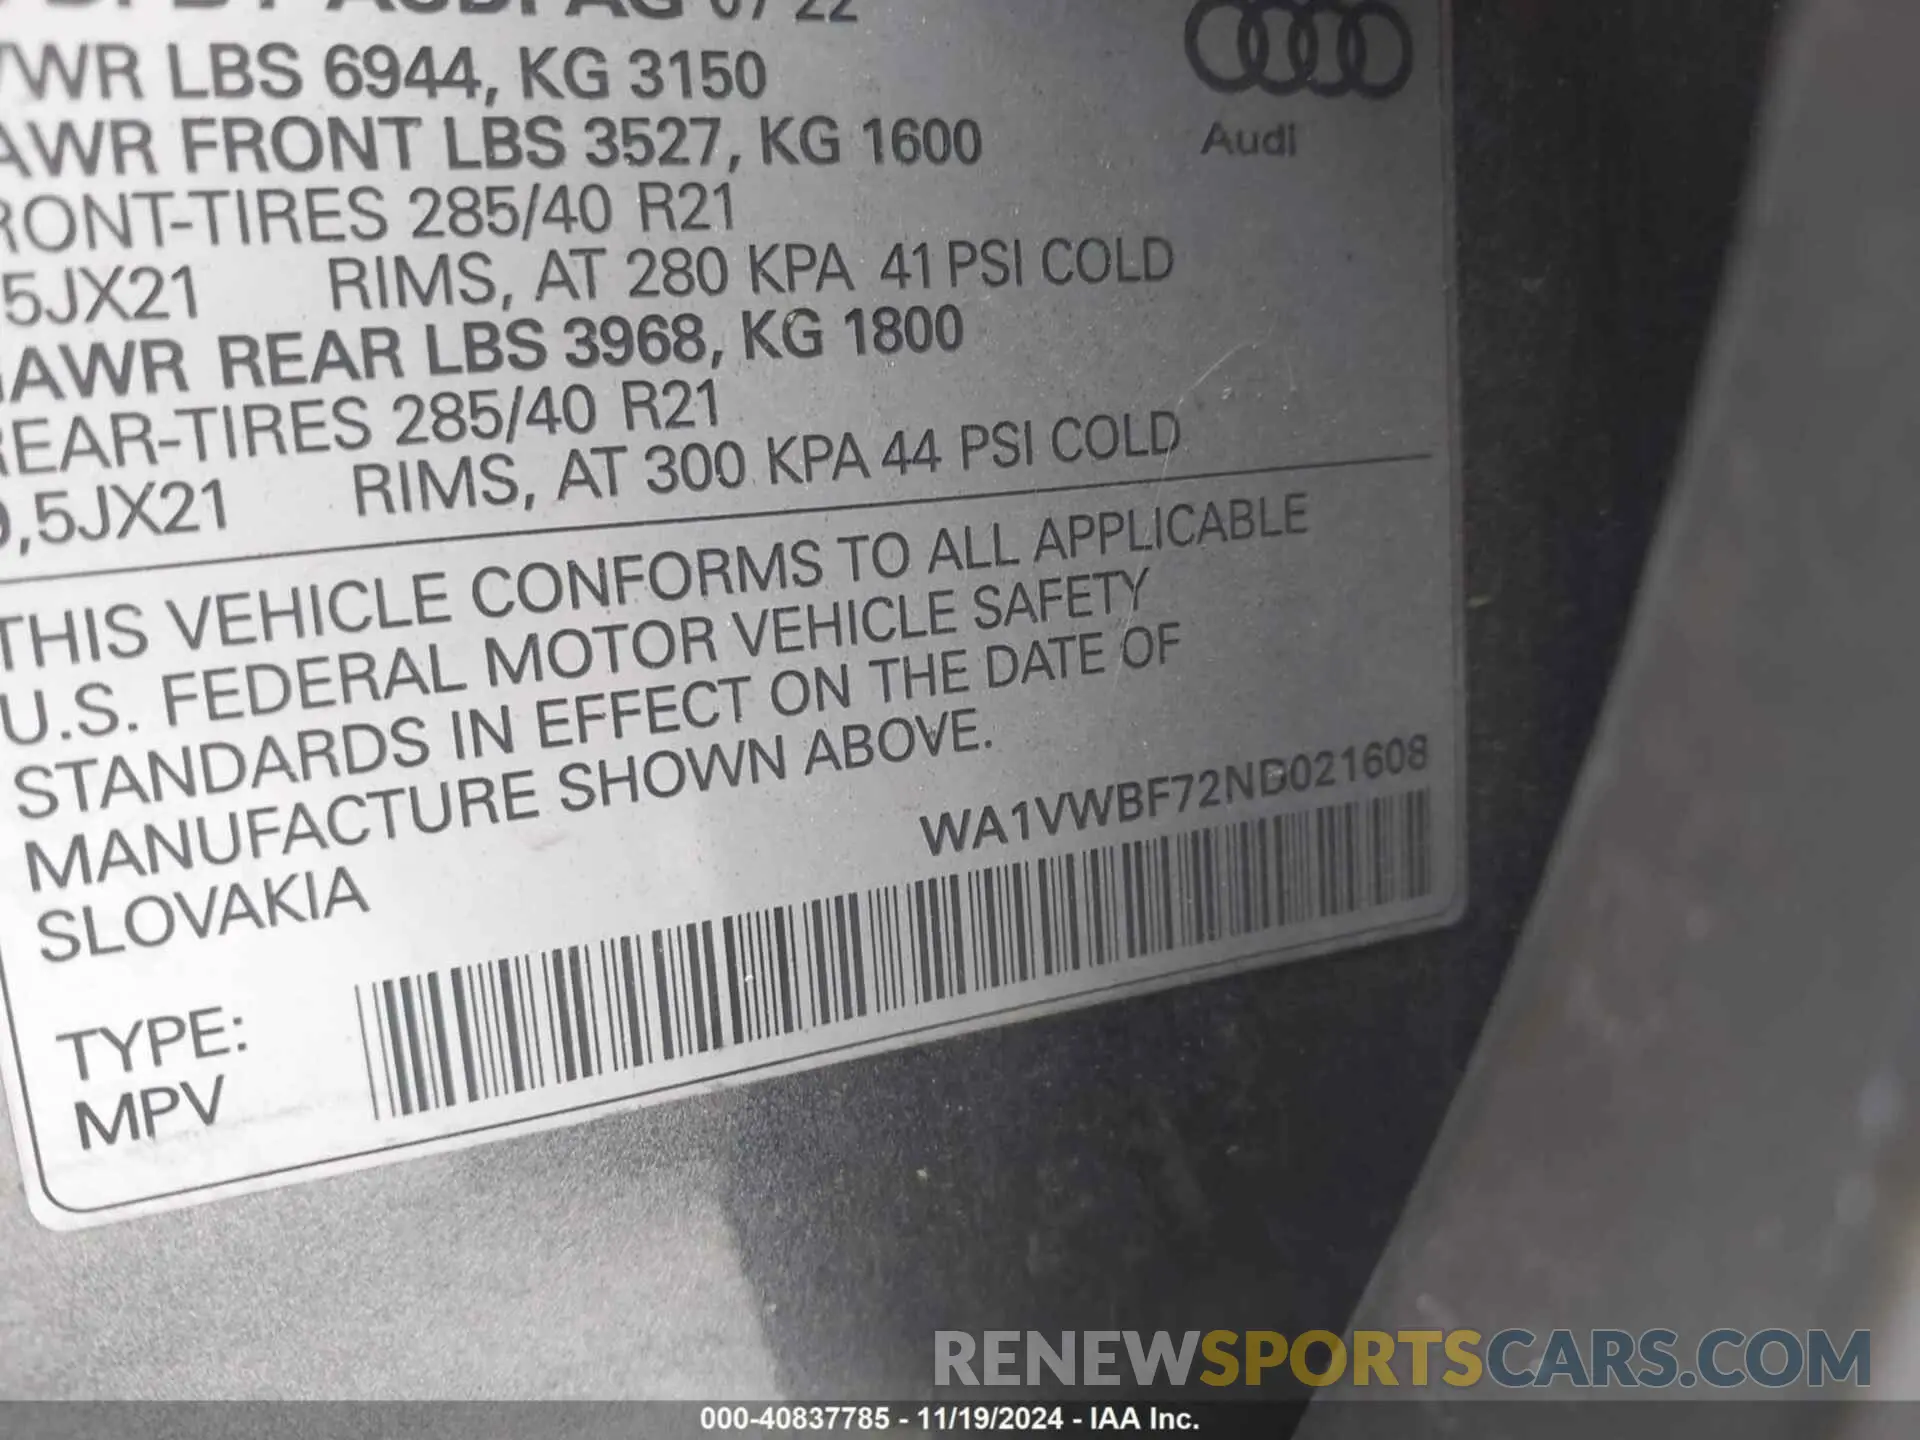 AUDI AG 07 22
WR LBS 6944, KG 3150
AWR FRONT LBS 3527, KG 1600
Audi
RONT-TIRES 285/40 R21
5JX21 RIMS, AT 280 KPA 41 PSI COLD
AWR REAR LBS 3968, KG 1800
REAR-TIRES 285/40 R21
,5JX21 RIMS, AT 300 KPA 44 PSI COLD
THIS VEHICLE CONFORMS TO ALL APPLICABLE
U.S. FEDERAL MOTOR VEHICLE SAFETY
STANDARDS IN EFFECT ON THE DATE OF
MANUFACTURE SHOWN ABOVE.
SLOVAKIA
WA1VWBF72ND021608
TYPE:
MPV
RENEWSPORTSCARS.COM
000-40837785 - 11/19/2024 - IAA Inc.